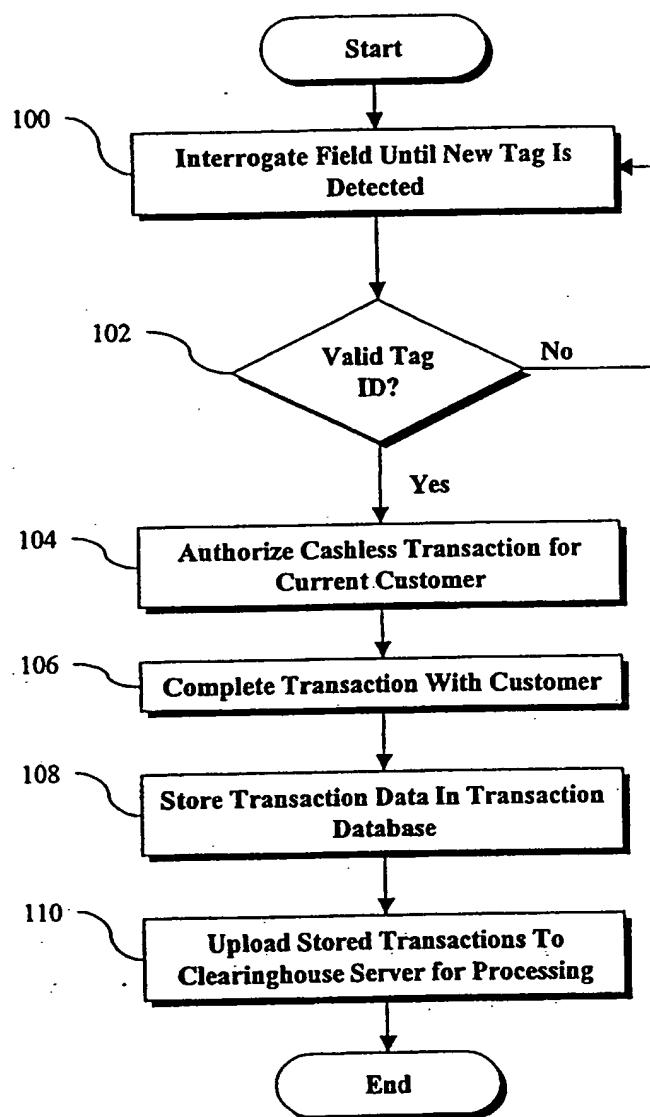 Start
100
Interrogate Field Until New Tag Is
Detected
102
Valid Tag
ID?
No
Yes
104
Authorize Cashless Transaction for
Current Customer
106
Complete Transaction With Customer
108
Store Transaction Data In Transaction
Database
110
Upload Stored Transactions To
Clearinghouse Server for Processing
End